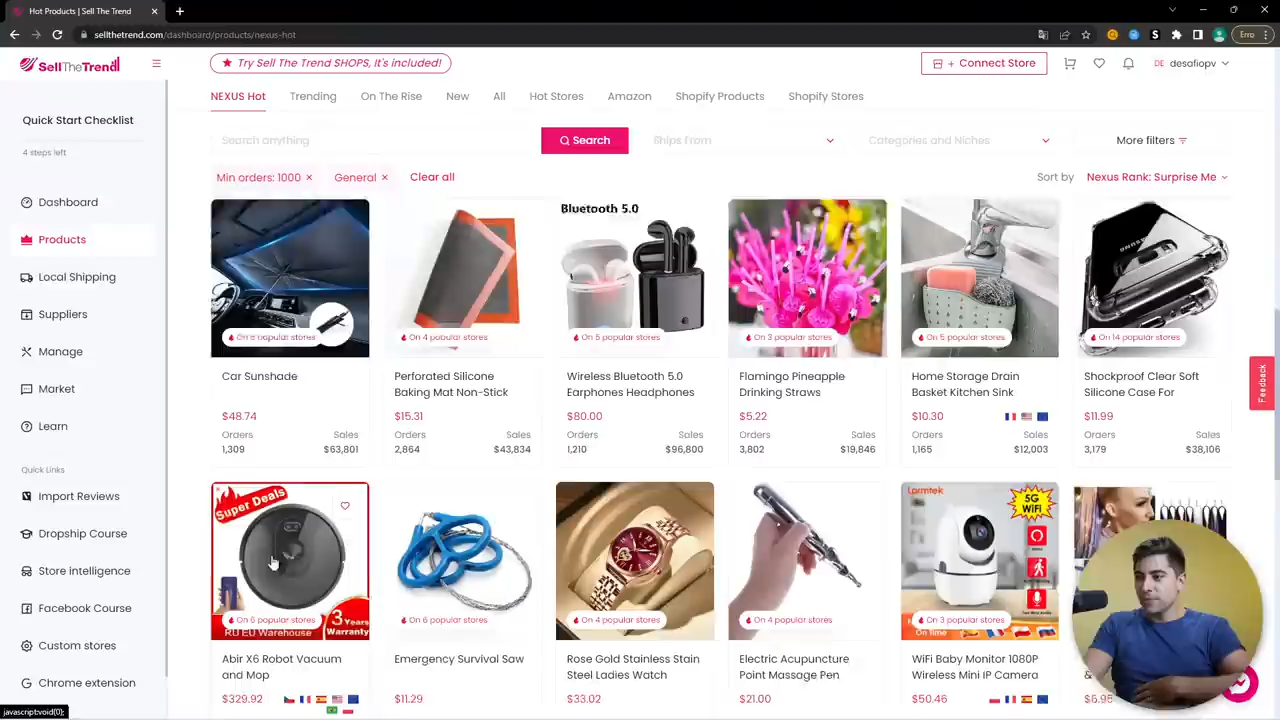 Hot Products | Sell The Trend
sellthetrend.com/dashboard/products/nexus-hot
Erro
SellTheTrend
Try Sell The Trend SHOPS, It's included!
+ Connect Store
DE desafiopv
NEXUS Hot Trending On The Rise New All Hot Stores Amazon Shopify Products Shopify Stores
Quick Start Checklist
4 steps left
Search anything
Search
Ships From
Categories and Niches
More filters
Min orders: 1000 × General × Clear all
Sort by Nexus Rank: Surprise Me
Dashboard
Products
Local Shipping
Suppliers
Manage
Market
Learn
Quick Links
Import Reviews
Dropship Course
Store intelligence
Facebook Course
Custom stores
Chrome extension
javascript:void(0);
Bluetooth 5.0
popular stores
On 4 popular stores
On 5 popular stores
On 3 popular stores
On 5 popular stores
On 14 popular stores
Car Sunshade
$48.74
Orders Sales
1,309 $63,801
Perforated Silicone
Baking Mat Non-Stick
$15.31
Orders Sales
2,864 $43,834
Wireless Bluetooth 5.0
Earphones Headphones
$80.00
Orders Sales
1,210 $96,800
Flamingo Pineapple
Drinking Straws
$5.22
Orders Sales
3,802 $19,846
Home Storage Drain
Basket Kitchen Sink
$10.30
Orders Sales
1,165 $12,003
Shockproof Clear Soft
Silicone Case For
$11.99
Orders Sales
3,179 $38,106
Feedback
Super Deals
On 6 popular stores
RU EU Warehouse
3 Years
Warranty
Abir X6 Robot Vacuum
and Mop
$329.92
On 6 popular stores
Emergency Survival Saw
$11.29
On 4 popular stores
Rose Gold Stainless Stain
Steel Ladies Watch
$33.02
On 4 popular stores
Electric Acupuncture
Point Massage Pen
$21.00
Larmtek
5G
WiFi
On 3 popular stores
On Time
WiFi Baby Monitor 1080P
Wireless Mini IP Camera
$50.46
&
$6.95